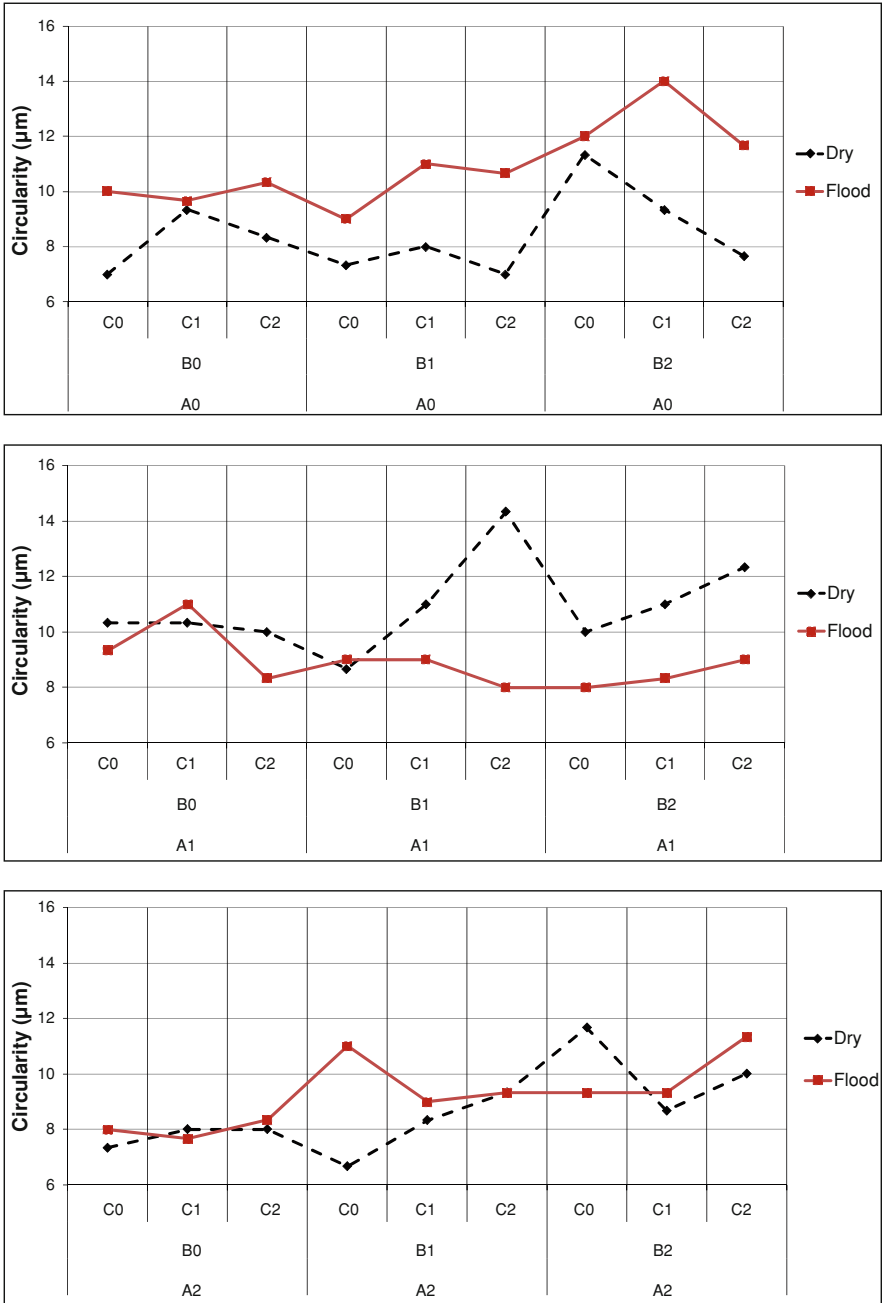 16
14
12
10
8
6
Circularity (µm)
C0 C1 C2 C0 C1 C2 C0 C1 C2
B0 B1 B2
A0 A0 A0
Dry
Flood
16
14
12
10
8
6
Circularity (µm)
C0 C1 C2 C0 C1 C2 C0 C1 C2
B0 B1 B2
A1 A1 A1
Dry
Flood
16
14
12
10
8
6
Circularity (µm)
C0 C1 C2 C0 C1 C2 C0 C1 C2
B0 B1 B2
A2 A2 A2
Dry
Flood